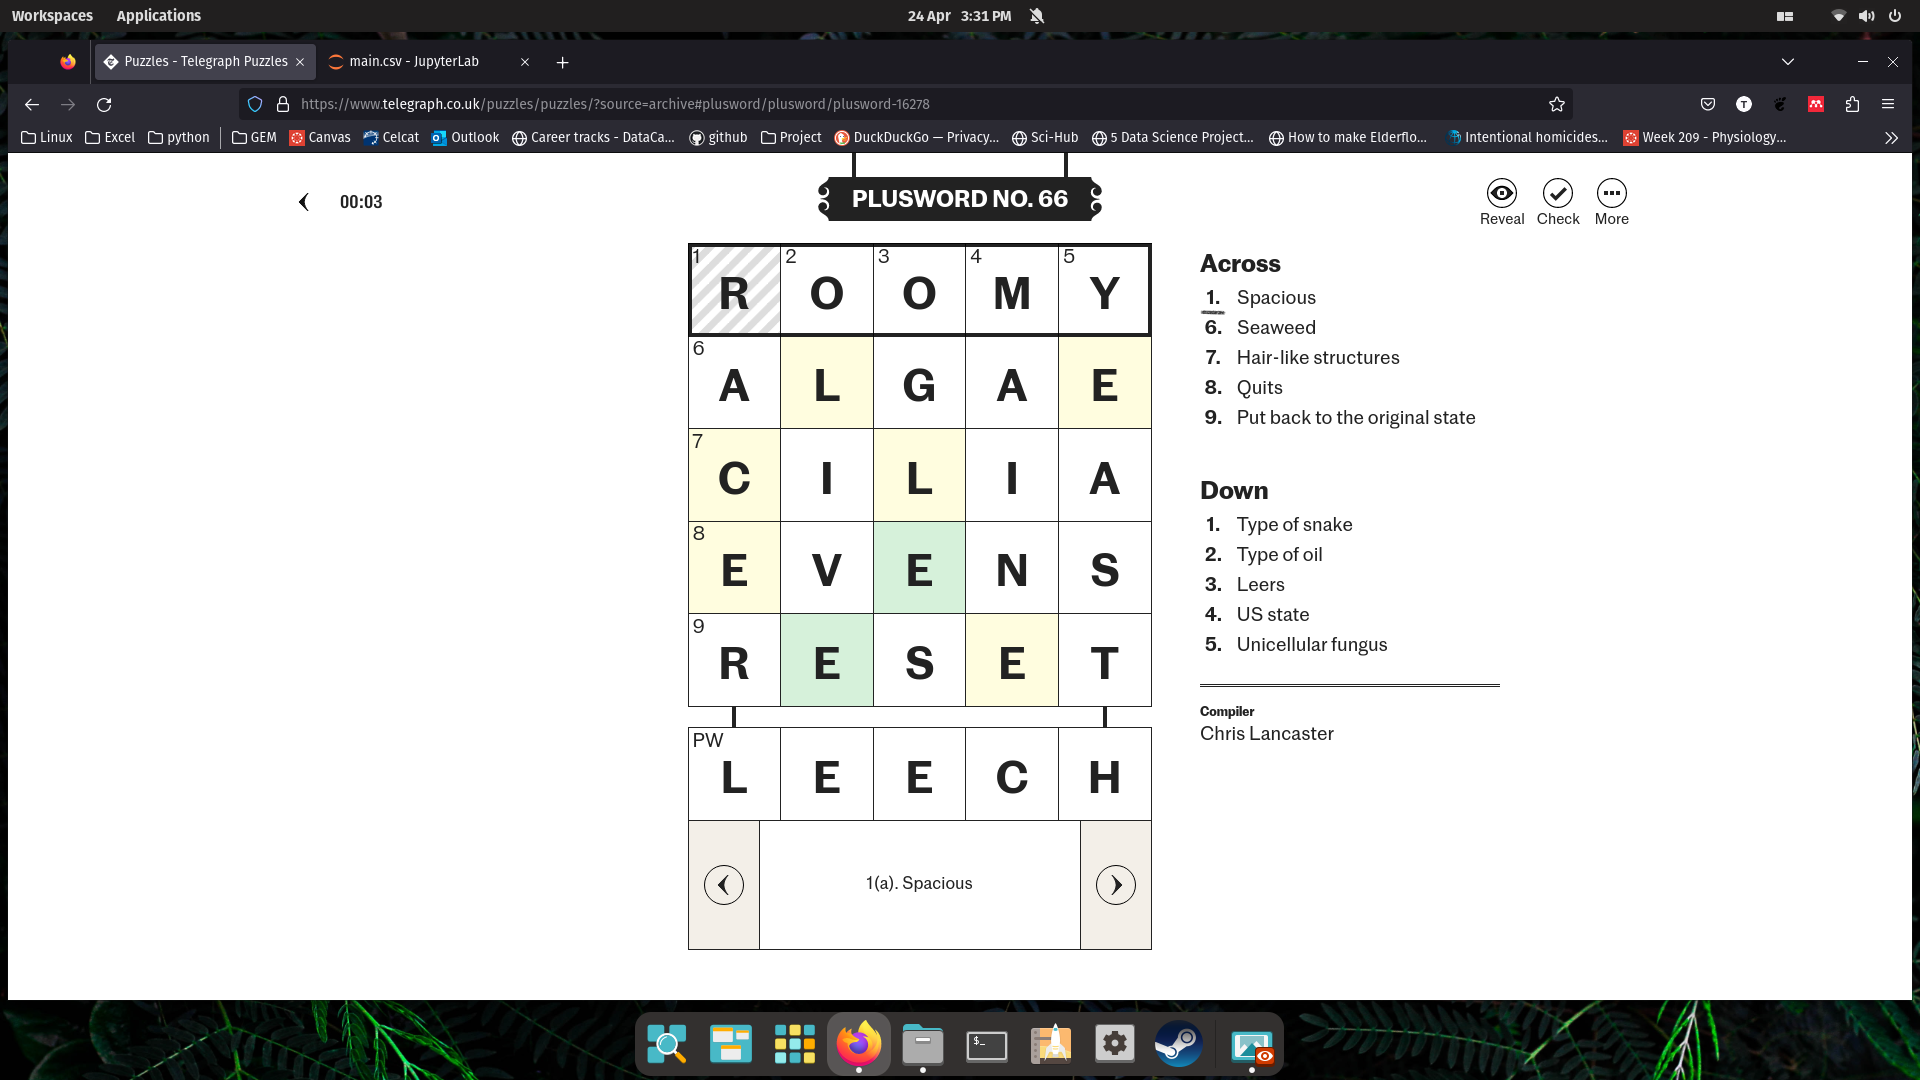 Workspaces Applications 24 Apr 3:31 PM
Puzzles - Telegraph Puzzles main.csv - JupyterLab
https://www.telegraph.co.uk/puzzles/puzzles/?source=archive#plusword/plusword/plusword-16278
Linux Excel python GEM Canvas Celcat Outlook Career tracks - DataCa... github Project DuckDuckGo — Privacy... Sci-Hub 5 Data Science Project... How to make Elderflo... Intentional homicides... Week 209 - Physiology...
00:03
PLUSWORD NO. 66
Reveal Check More
1 R 2 O 3 O 4 M 5 Y
6 A L G A E
7 C I L I A
8 E V E N S
9 R E S E T
PW L E E C H
1(a). Spacious
Across
1. Spacious
6. Seaweed
7. Hair-like structures
8. Quits
9. Put back to the original state
Down
1. Type of snake
2. Type of oil
3. Leers
4. US state
5. Unicellular fungus
Compiler
Chris Lancaster